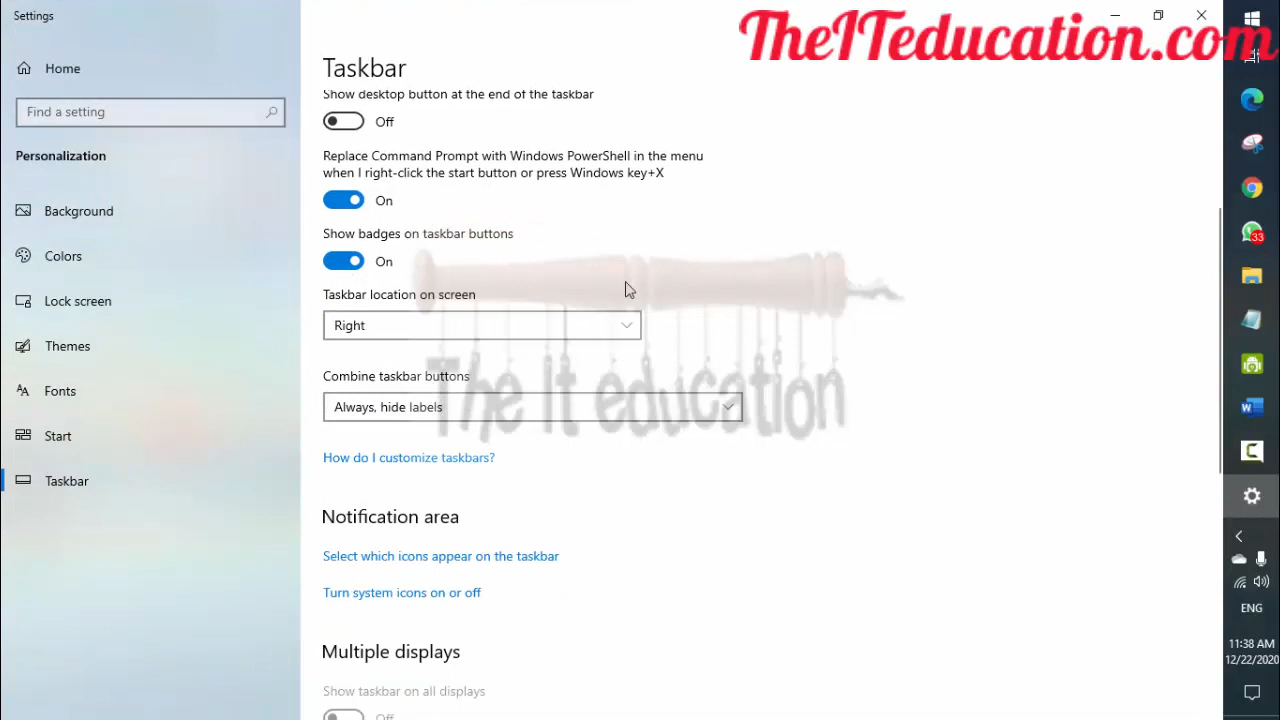 Settings
TheITeducation.com
Home
Find a setting
Personalization
Background
Colors
Lock screen
Themes
Fonts
Start
Taskbar
Taskbar
Show desktop button at the end of the taskbar
Off
Replace Command Prompt with Windows PowerShell in the menu
when I right-click the start button or press Windows key+X
On
Show badges on taskbar buttons
On
Taskbar location on screen
Right
Combine taskbar buttons
Always, hide labels
The It education
How do I customize taskbars?
Notification area
Select which icons appear on the taskbar
Turn system icons on or off
Multiple displays
Show taskbar on all displays
Off
33
W
C
ENG
11:38 AM
12/22/2020